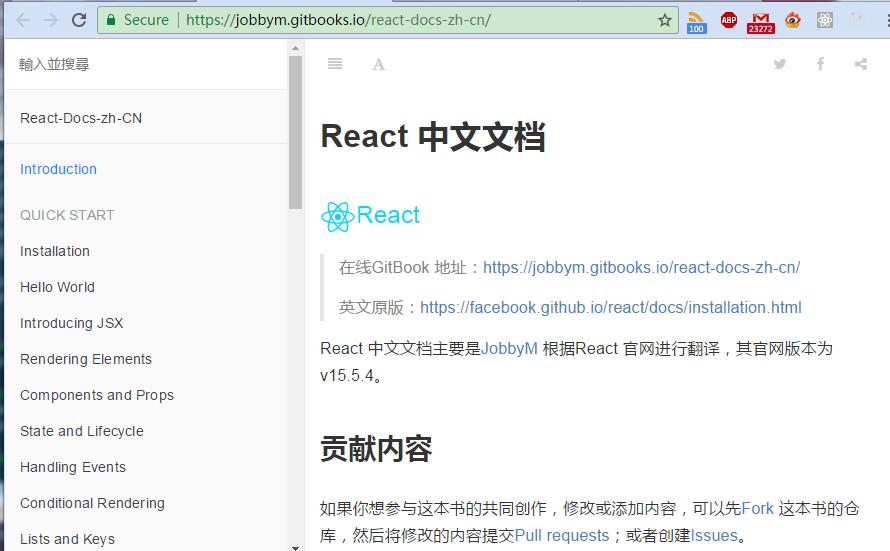 Secure | https://jobbym.gitbooks.io/react-docs-zh-cn/
100
ABP
23272
輸入並搜尋
A
React-Docs-zh-CN
Introduction
QUICK START
Installation
Hello World
Introducing JSX
Rendering Elements
Components and Props
State and Lifecycle
Handling Events
Conditional Rendering
Lists and Keys
React 中文文档
React
在线GitBook 地址：https://jobbym.gitbooks.io/react-docs-zh-cn/
英文原版：https://facebook.github.io/react/docs/installation.html
React 中文文档主要是JobbyM 根据React 官网进行翻译，其官网版本为
v15.5.4。
贡献内容
如果你想参与这本书的共同创作，修改或添加内容，可以先Fork 这本书的仓
库，然后将修改的内容提交Pull requests；或者创建Issues。